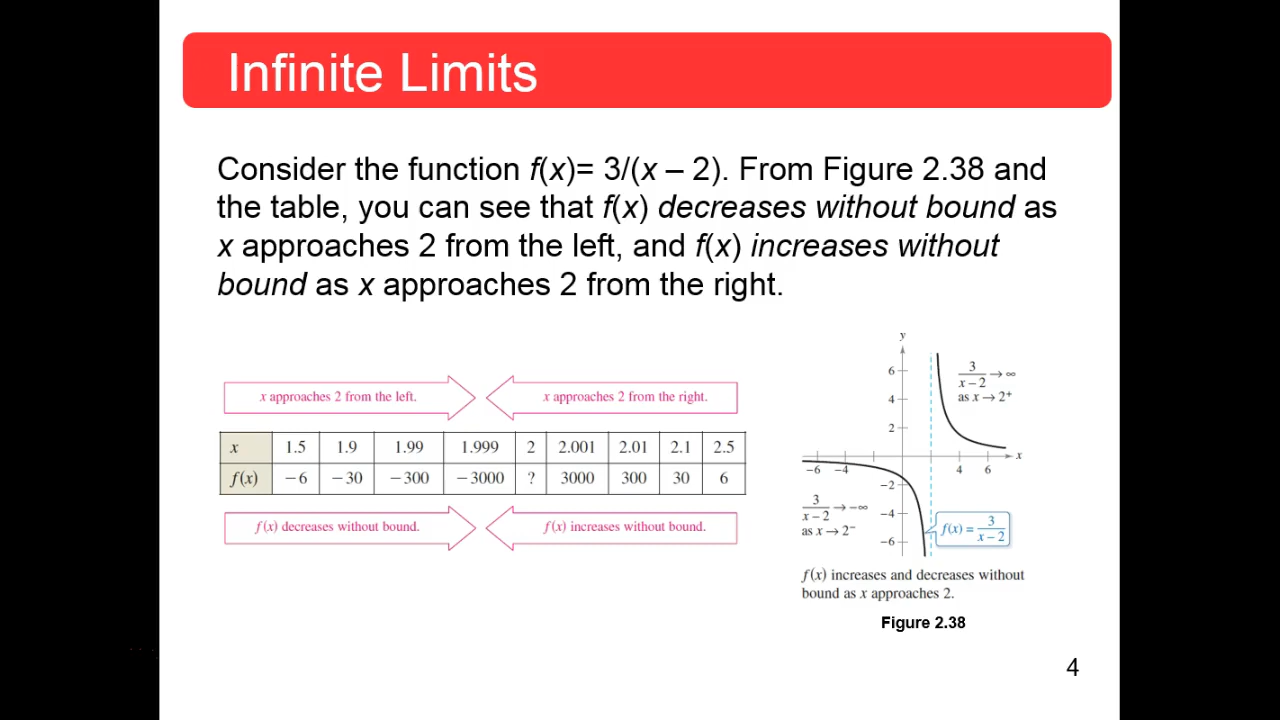 Infinite Limits
Consider the function f(x)= 3/(x – 2). From Figure 2.38 and
the table, you can see that f(x) decreases without bound as
x approaches 2 from the left, and f(x) increases without
bound as x approaches 2 from the right.
x approaches 2 from the left.
x approaches 2 from the right.
x 1.5 1.9 1.99 1.999 2 2.001 2.01 2.1 2.5
f(x) −6 −30 −300 −3000 ? 3000 300 30 6
f(x) decreases without bound.
f(x) increases without bound.
y
6
4
2
−6 −4 4 6 x
−2
−4
−6
3/(x − 2) → ∞
as x → 2⁺
3/(x − 2) → −∞
as x → 2⁻
f(x) = 3/(x − 2)
f(x) increases and decreases without
bound as x approaches 2.
Figure 2.38
4